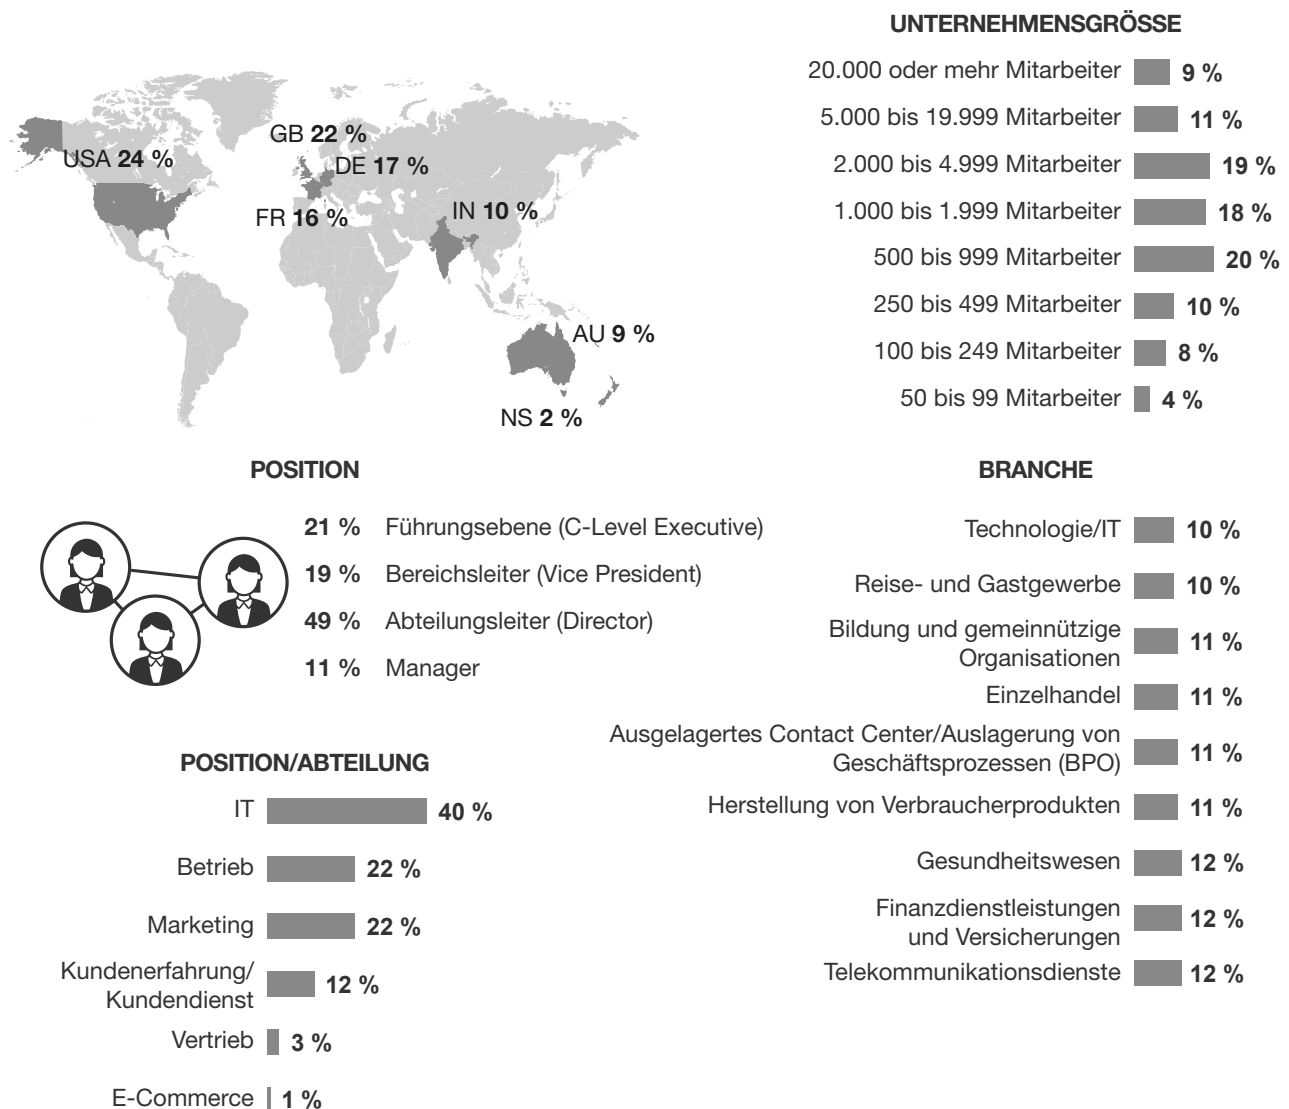 USA 24 %
GB 22 %
DE 17 %
FR 16 %
IN 10 %
AU 9 %
NS 2 %
UNTERNEHMENSGRÖSSE
20.000 oder mehr Mitarbeiter 9 %
5.000 bis 19.999 Mitarbeiter 11 %
2.000 bis 4.999 Mitarbeiter 19 %
1.000 bis 1.999 Mitarbeiter 18 %
500 bis 999 Mitarbeiter 20 %
250 bis 499 Mitarbeiter 10 %
100 bis 249 Mitarbeiter 8 %
50 bis 99 Mitarbeiter 4 %
POSITION
21 % Führungsebene (C-Level Executive)
19 % Bereichsleiter (Vice President)
49 % Abteilungsleiter (Director)
11 % Manager
POSITION/ABTEILUNG
IT 40 %
Betrieb 22 %
Marketing 22 %
Kundenerfahrung/
Kundendienst 12 %
Vertrieb 3 %
E-Commerce 1 %
BRANCHE
Technologie/IT 10 %
Reise- und Gastgewerbe 10 %
Bildung und gemeinnützige
Organisationen 11 %
Einzelhandel 11 %
Ausgelagertes Contact Center/Auslagerung von
Geschäftsprozessen (BPO) 11 %
Herstellung von Verbraucherprodukten 11 %
Gesundheitswesen 12 %
Finanzdienstleistungen
und Versicherungen 12 %
Telekommunikationsdienste 12 %